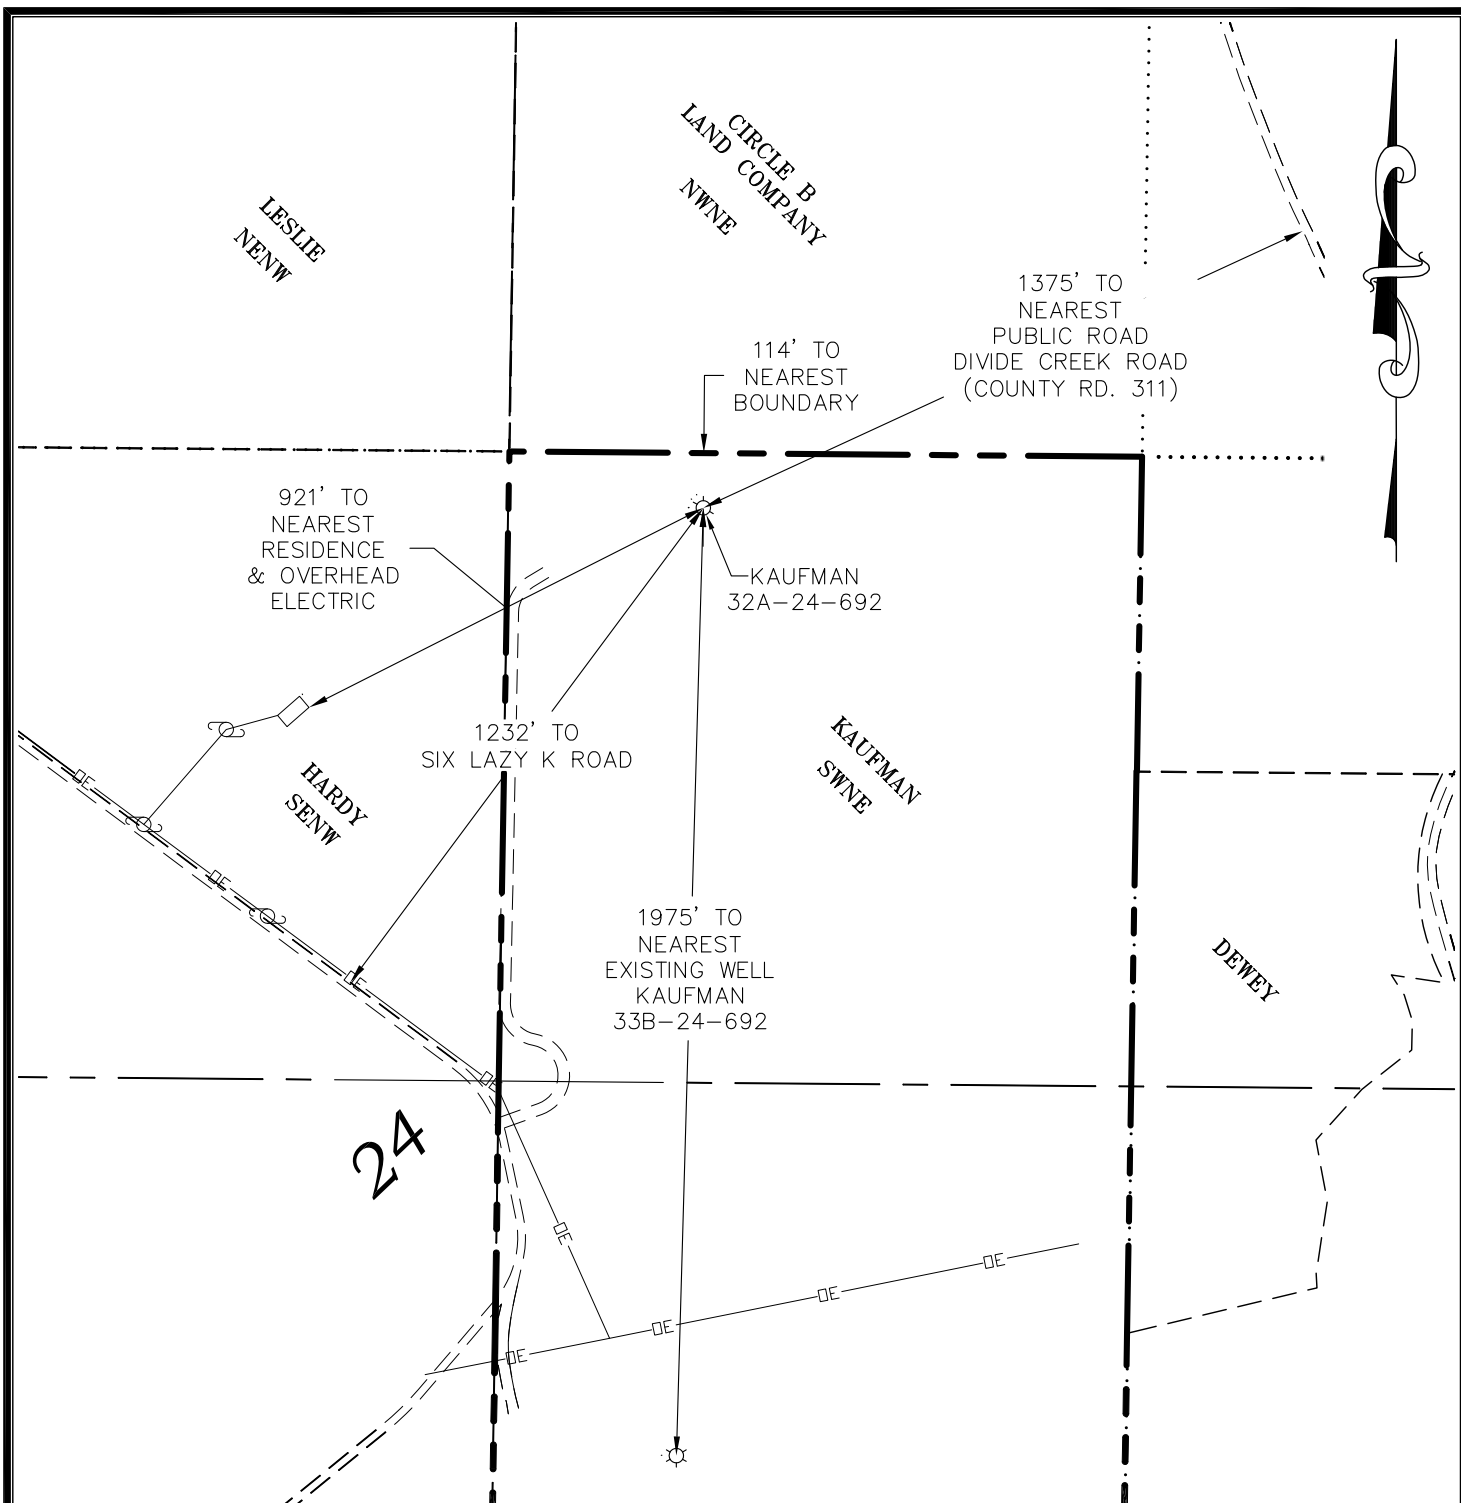 CIRCLE B
LAND COMPANY
NWNE
LESLIE
NENW
1375' TO
NEAREST
PUBLIC ROAD
DIVIDE CREEK ROAD
(COUNTY RD. 311)
114' TO
NEAREST
BOUNDARY
921' TO
NEAREST
RESIDENCE
& OVERHEAD
ELECTRIC
KAUFMAN
32A-24-692
1232' TO
SIX LAZY K ROAD
KAUFMAN
SWNE
HARDY
SENW
OE
OE
OE
OE
1975' TO
NEAREST
EXISTING WELL
KAUFMAN
33B-24-692
DEWEY
24
OE
OE
OE
OE
OE